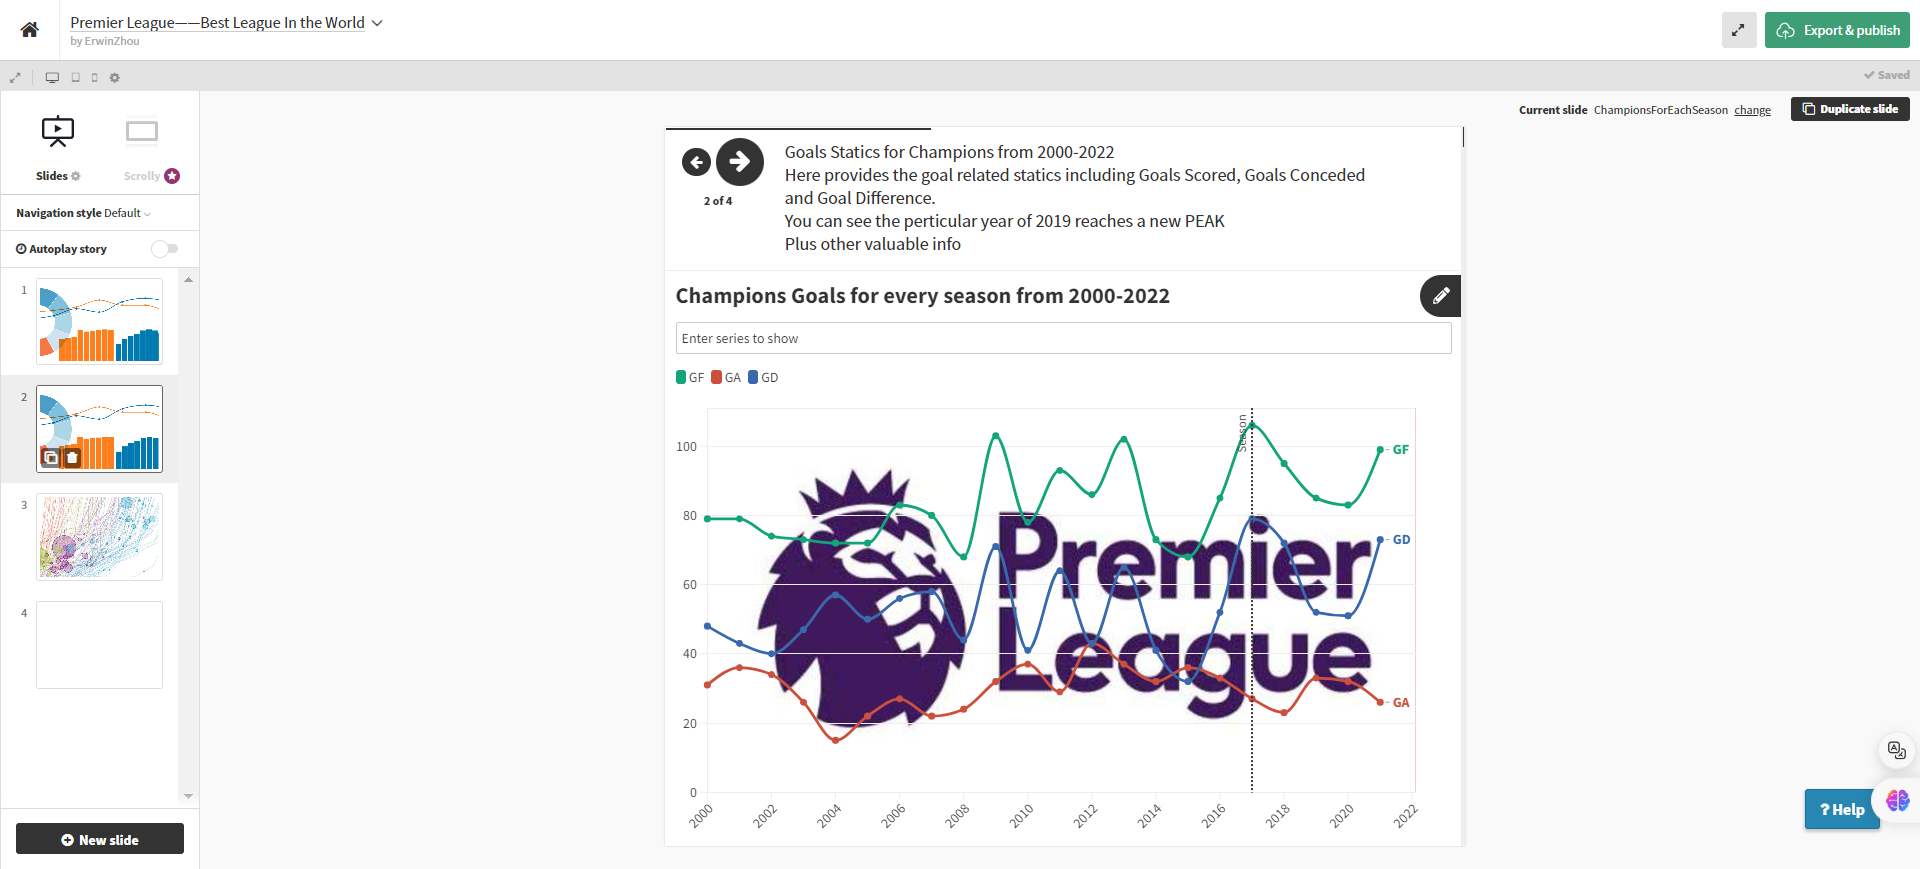 Premier League——Best League In the World
by ErwinZhou
Export & publish
Saved
Current slide ChampionsForEachSeason change
Duplicate slide
Slides
Scrolly
Navigation style Default
Autoplay story
1
2
3
4
New slide
2 of 4
Goals Statics for Champions from 2000-2022
Here provides the goal related statics including Goals Scored, Goals Conceded
and Goal Difference.
You can see the perticular year of 2019 reaches a new PEAK
Plus other valuable info
Champions Goals for every season from 2000-2022
Enter series to show
GF GA GD
Season
100
80
60
40
20
0
Premier
League
GF
GD
GA
2000 2002 2004 2006 2008 2010 2012 2014 2016 2018 2020 2022
? Help